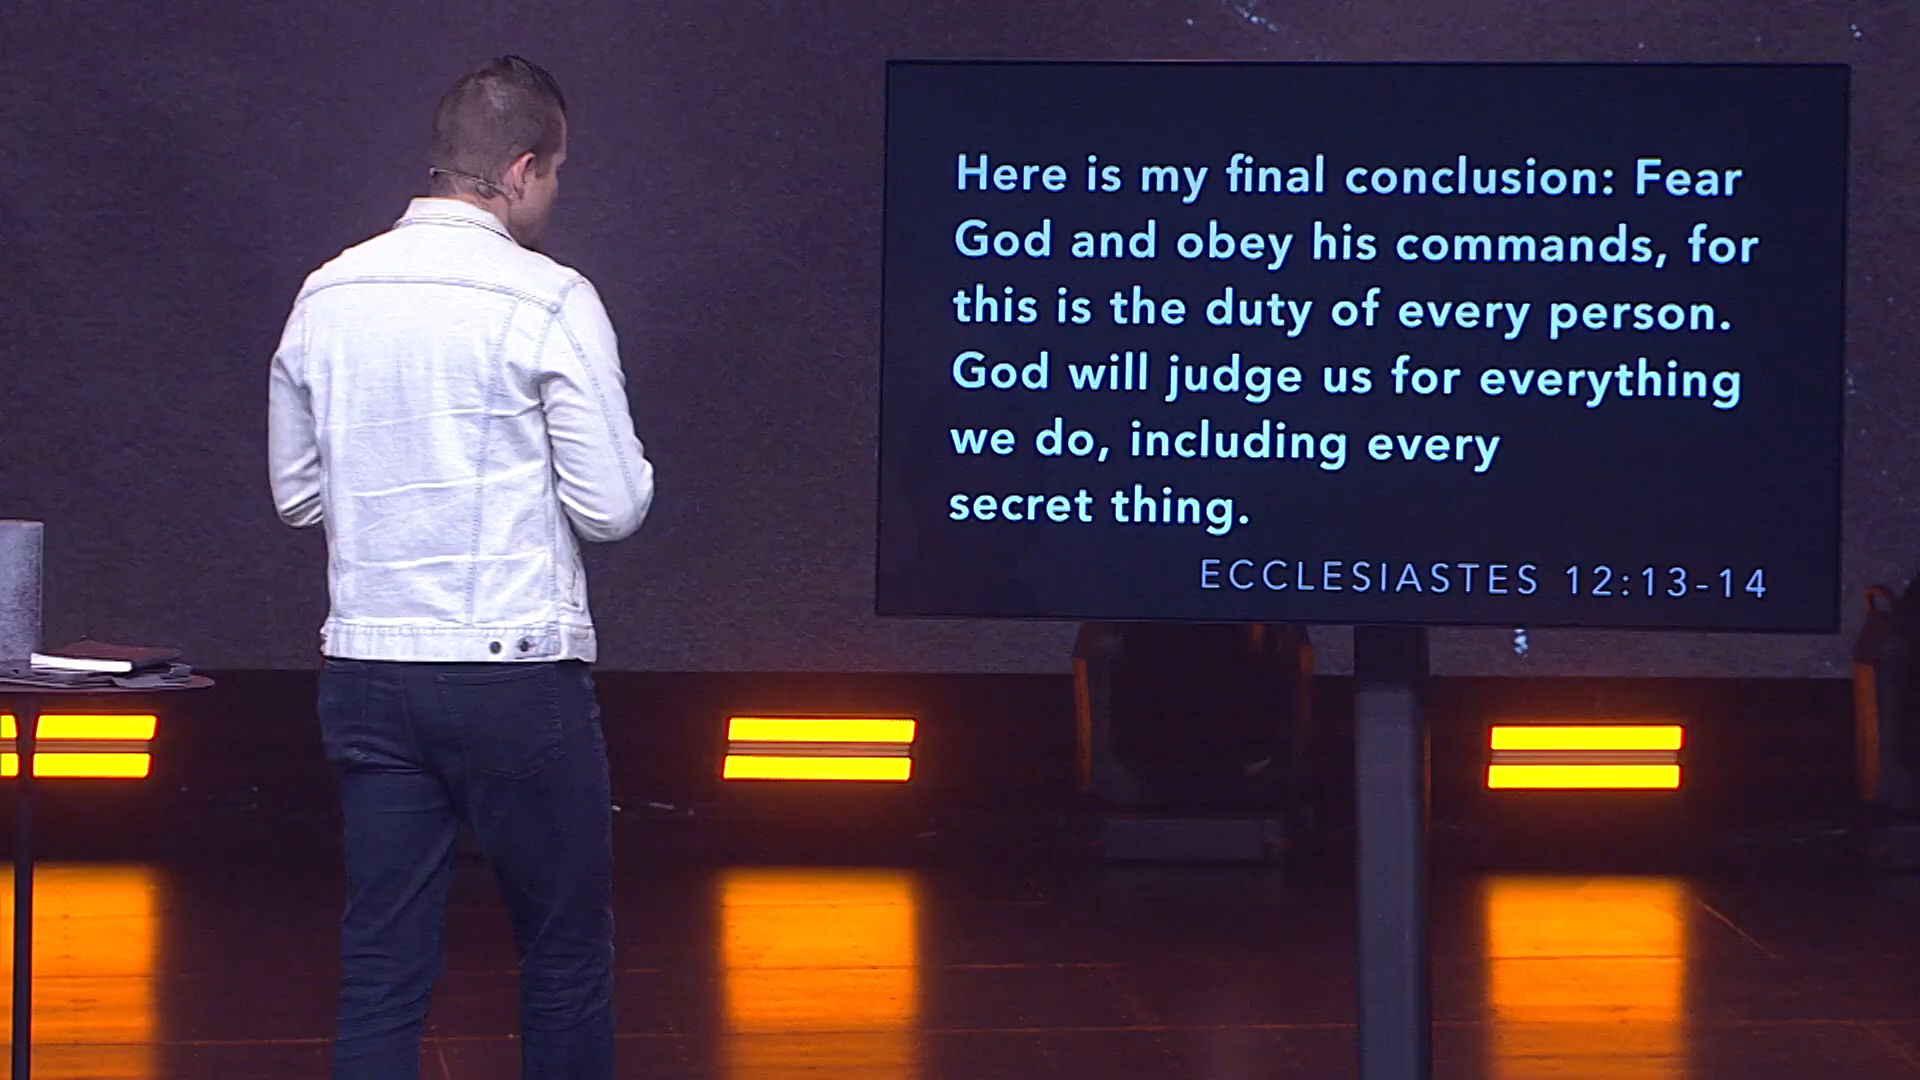 Here is my final conclusion: Fear
God and obey his commands, for
this is the duty of every person.
God will judge us for everything
we do, including every
secret thing.
ECCLESIASTES 12:13-14